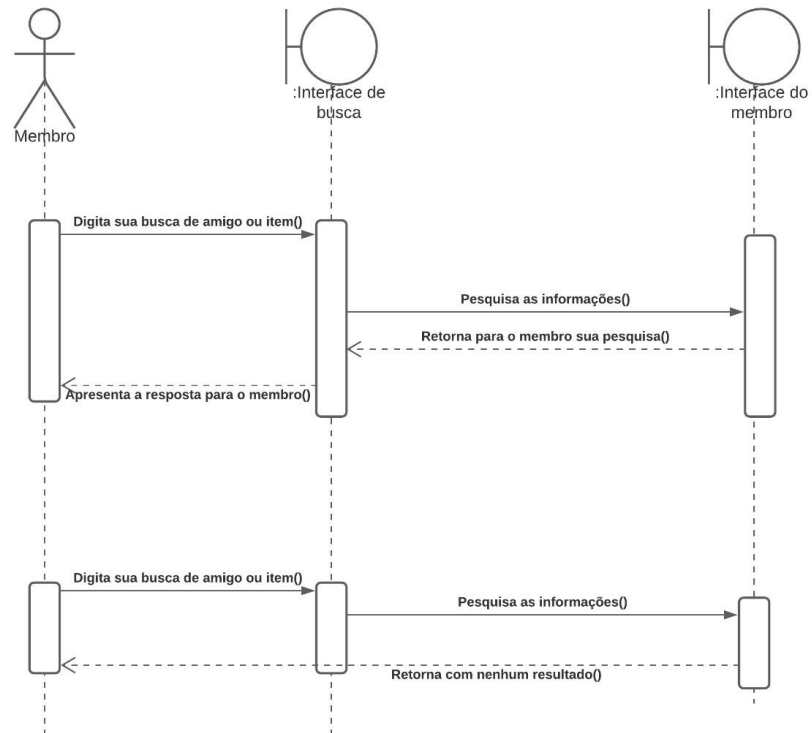 Membro
:Interface de
busca
:Interface do
membro
Digita sua busca de amigo ou item()
Pesquisa as informações()
Retorna para o membro sua pesquisa()
Apresenta a resposta para o membro()
Digita sua busca de amigo ou item()
Pesquisa as informações()
Retorna com nenhum resultado()